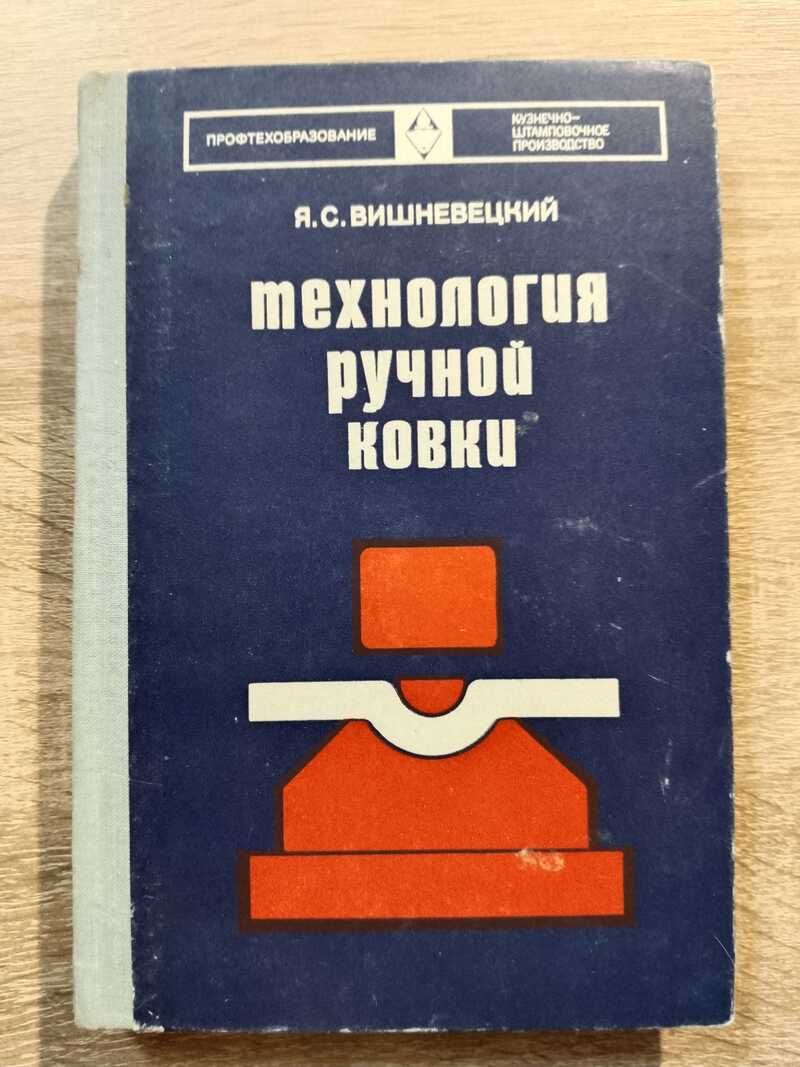 ПРОФТЕХОБРАЗОВАНИЕ
КУЗНЕЧНО-
ШТАМПОВОЧНОЕ
ПРОИЗВОДСТВО
Я.С.ВИШНЕВЕЦКИЙ
технология
ручной
ковки